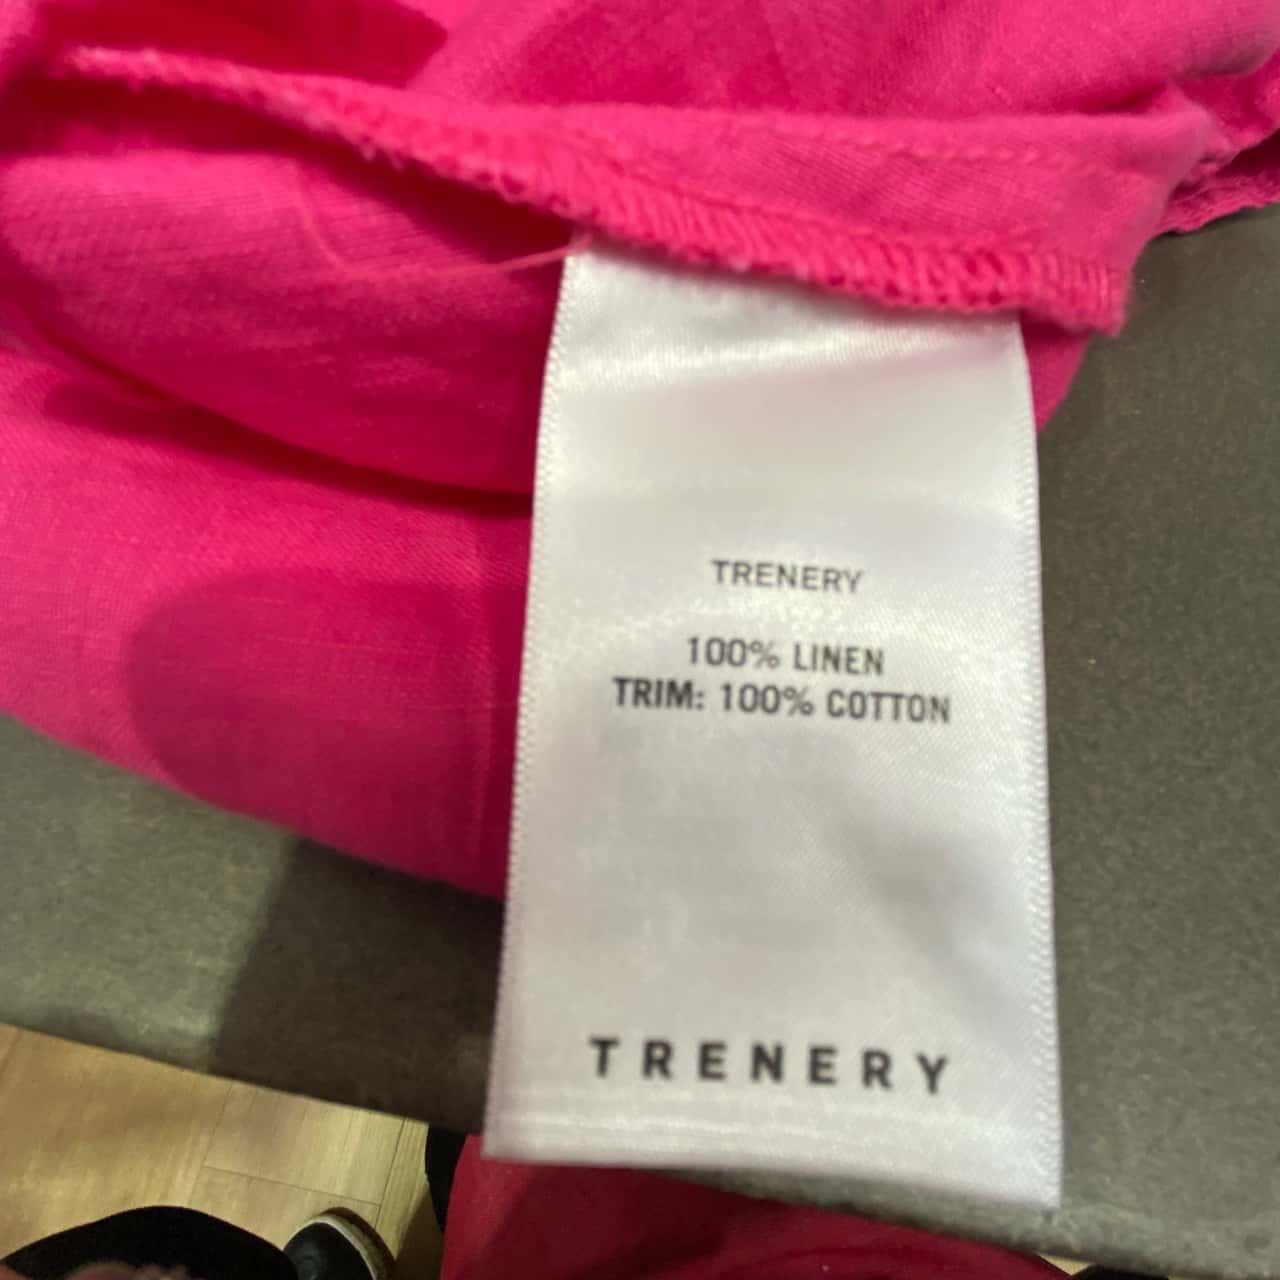 TRENERY
100% LINEN
TRIM: 100% COTTON
TRENERY